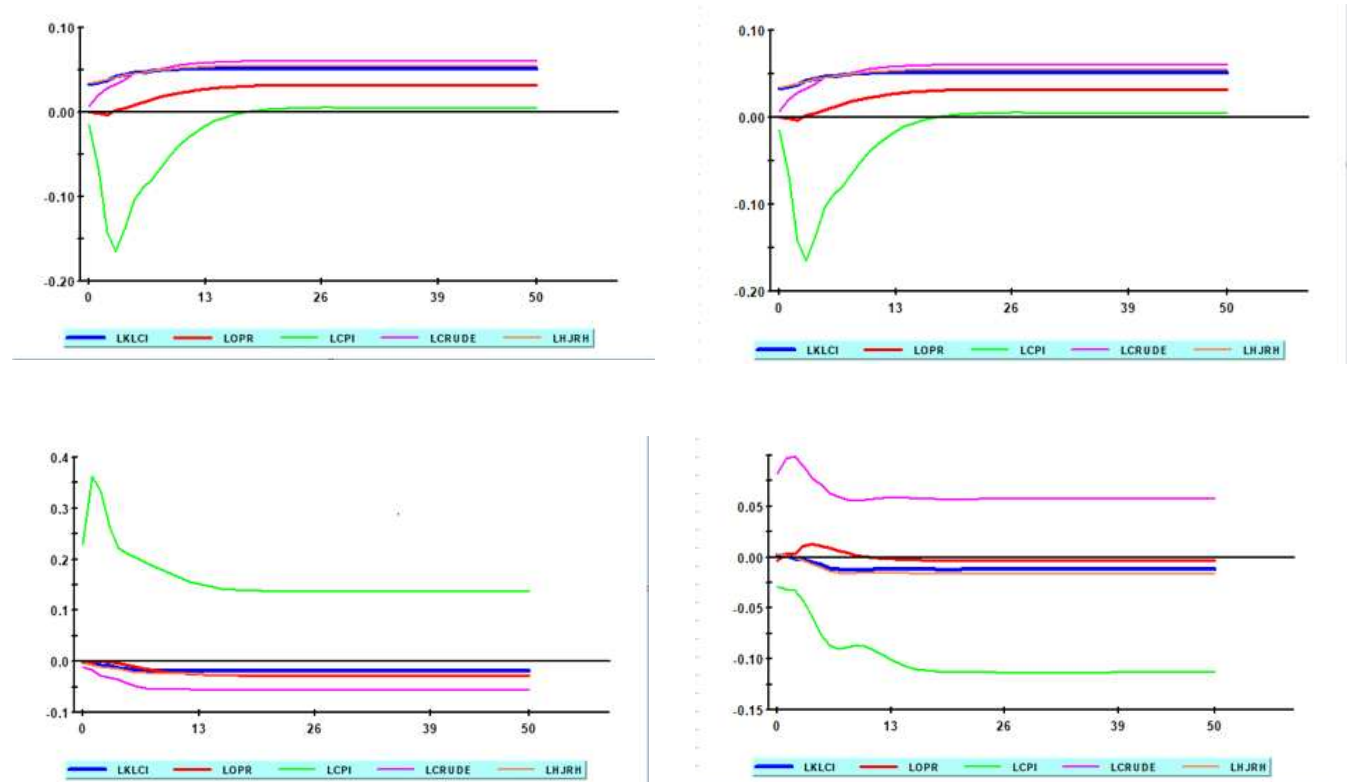 0.10
0.00
-0.10
-0.20
0 13 26 39 50
LKLCI LOPR LCPI LCRUDE LHJRH
0.10
0.00
-0.10
-0.20
0 13 26 39 50
LKLCI LOPR LCPI LCRUDE LHJRH
0.4
0.3
0.2
0.1
0.0
-0.1
0 13 26 39 50
LKLCI LOPR LCPI LCRUDE LHJRH
0.05
0.00
-0.05
-0.10
-0.15
0 13 26 39 50
LKLCI LOPR LCPI LCRUDE LHJRH